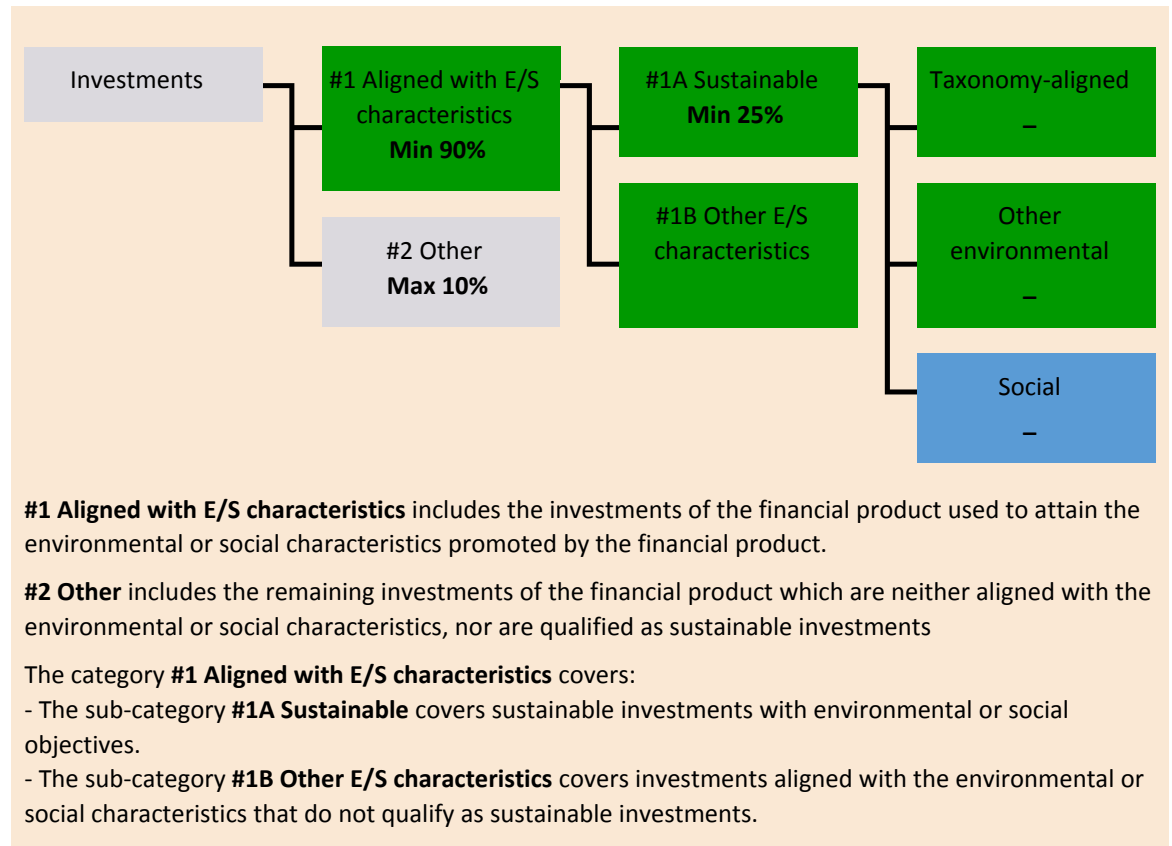 Investments
#1 Aligned with E/S
characteristics
Min 90%
#2 Other
Max 10%
#1A Sustainable
Min 25%
#1B Other E/S
characteristics
Taxonomy-aligned
–
Other
environmental
–
Social
–
#1 Aligned with E/S characteristics includes the investments of the financial product used to attain the
environmental or social characteristics promoted by the financial product.
#2 Other includes the remaining investments of the financial product which are neither aligned with the
environmental or social characteristics, nor are qualified as sustainable investments
The category #1 Aligned with E/S characteristics covers:
- The sub-category #1A Sustainable covers sustainable investments with environmental or social
objectives.
- The sub-category #1B Other E/S characteristics covers investments aligned with the environmental or
social characteristics that do not qualify as sustainable investments.